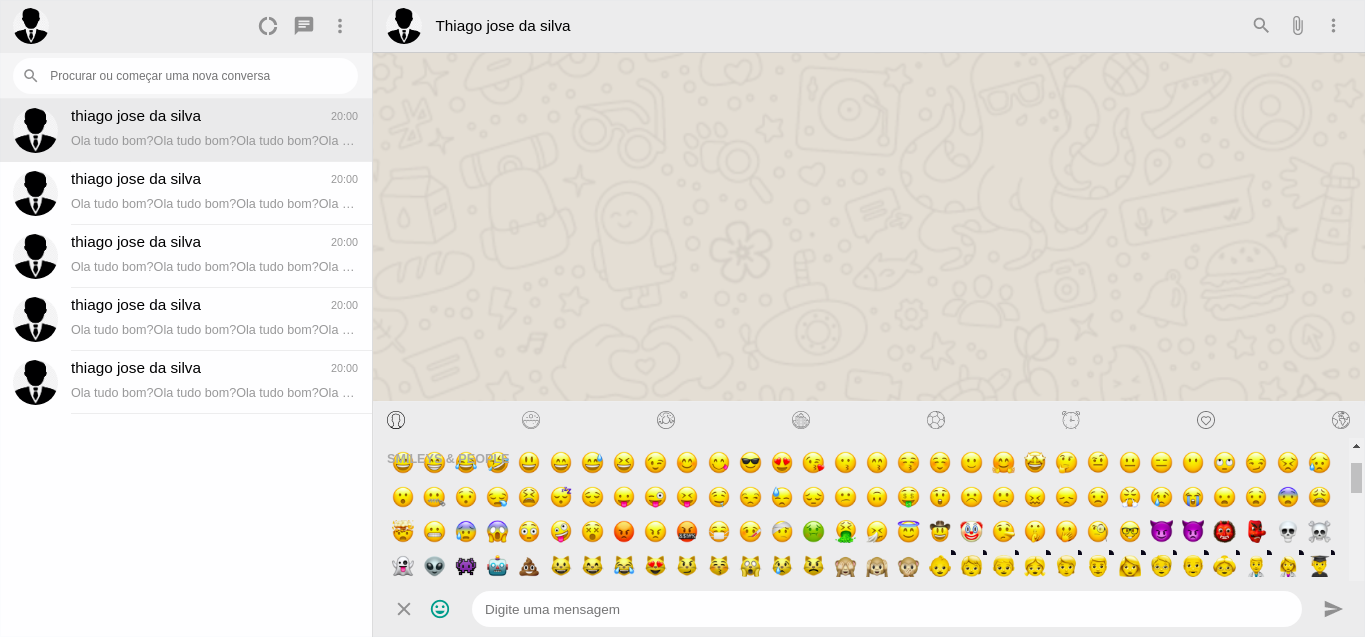 Thiago jose da silva
Procurar ou começar uma nova conversa
thiago jose da silva 20:00
Ola tudo bom?Ola tudo bom?Ola tudo bom?Ola …
thiago jose da silva 20:00
Ola tudo bom?Ola tudo bom?Ola tudo bom?Ola …
thiago jose da silva 20:00
Ola tudo bom?Ola tudo bom?Ola tudo bom?Ola …
thiago jose da silva 20:00
Ola tudo bom?Ola tudo bom?Ola tudo bom?Ola …
thiago jose da silva 20:00
Ola tudo bom?Ola tudo bom?Ola tudo bom?Ola …
SMILEYS & PEOPLE
Digite uma mensagem